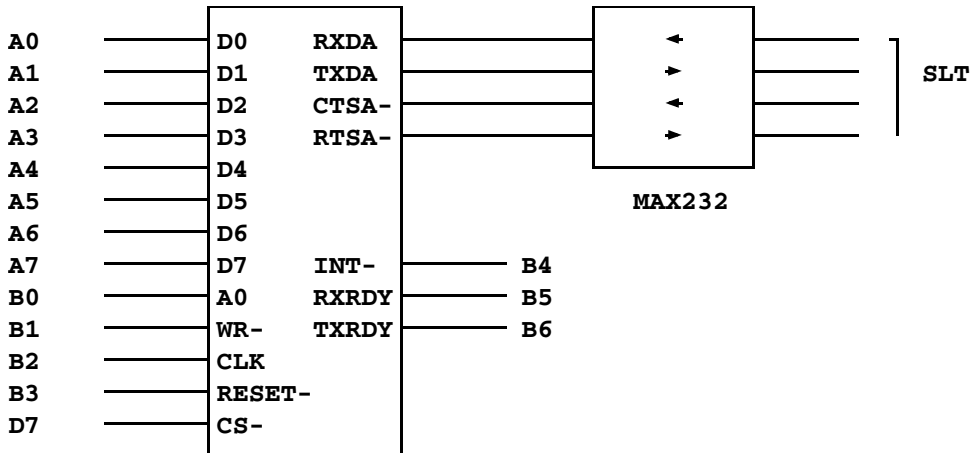 A0 D0 RXDA
A1 D1 TXDA SLT
A2 D2 CTSA-
A3 D3 RTSA-
A4 D4
A5 D5 MAX232
A6 D6
A7 D7 INT- B4
B0 A0 RXRDY B5
B1 WR- TXRDY B6
B2 CLK
B3 RESET-
D7 CS-